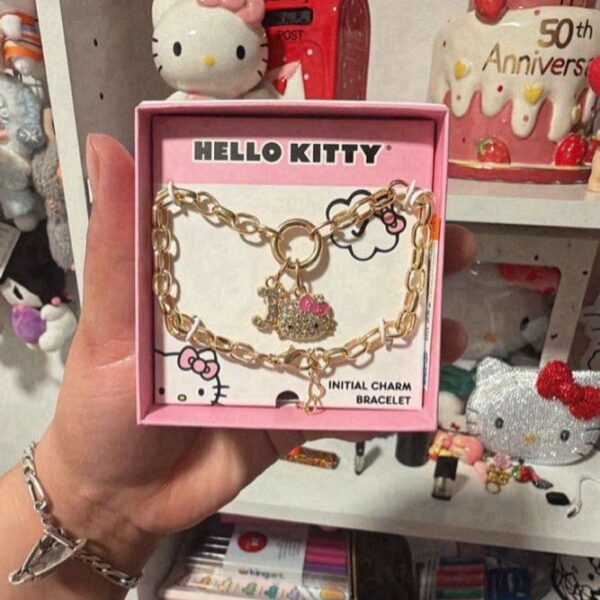 POST
50th
Annivers
HELLO KITTY®
INITIAL CHARM
BRACELET